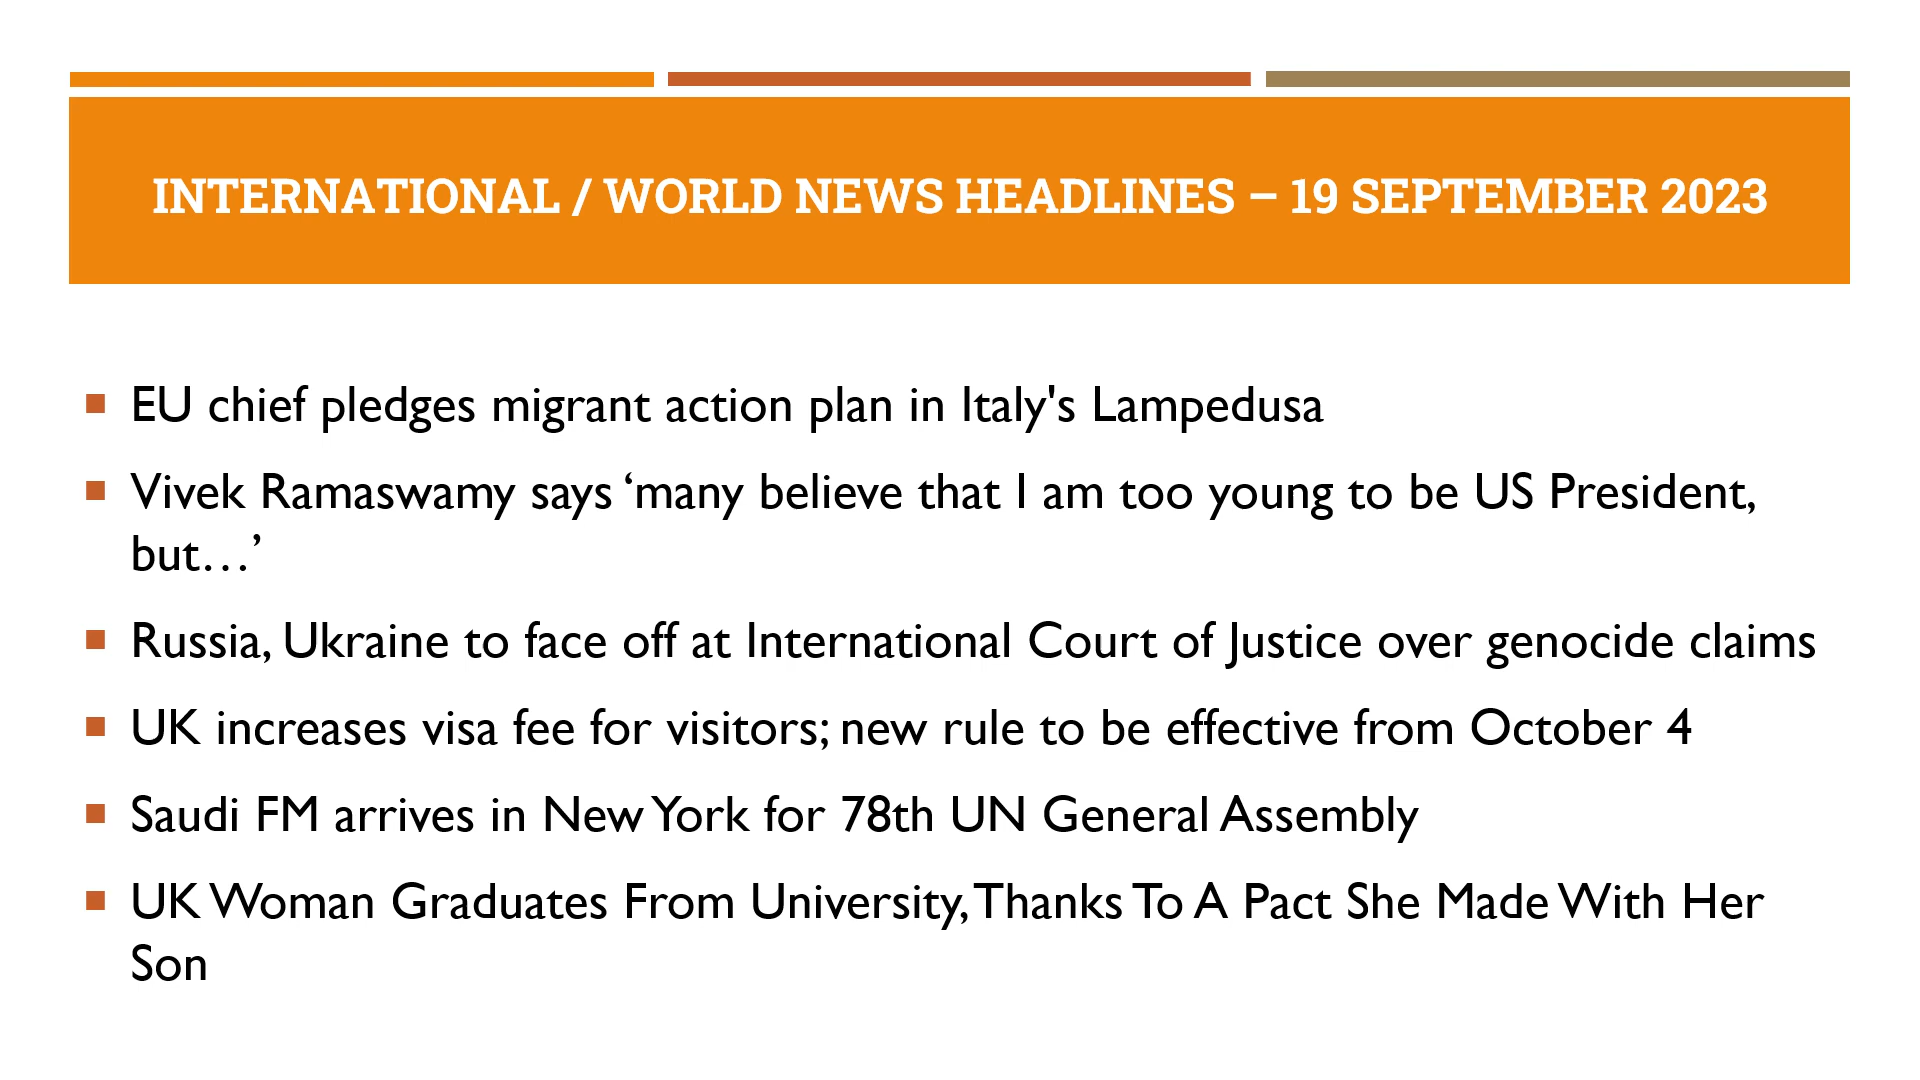 INTERNATIONAL / WORLD NEWS HEADLINES – 19 SEPTEMBER 2023
EU chief pledges migrant action plan in Italy's Lampedusa
Vivek Ramaswamy says ‘many believe that I am too young to be US President,
but…’
Russia, Ukraine to face off at International Court of Justice over genocide claims
UK increases visa fee for visitors; new rule to be effective from October 4
Saudi FM arrives in New York for 78th UN General Assembly
UK Woman Graduates From University, Thanks To A Pact She Made With Her
Son